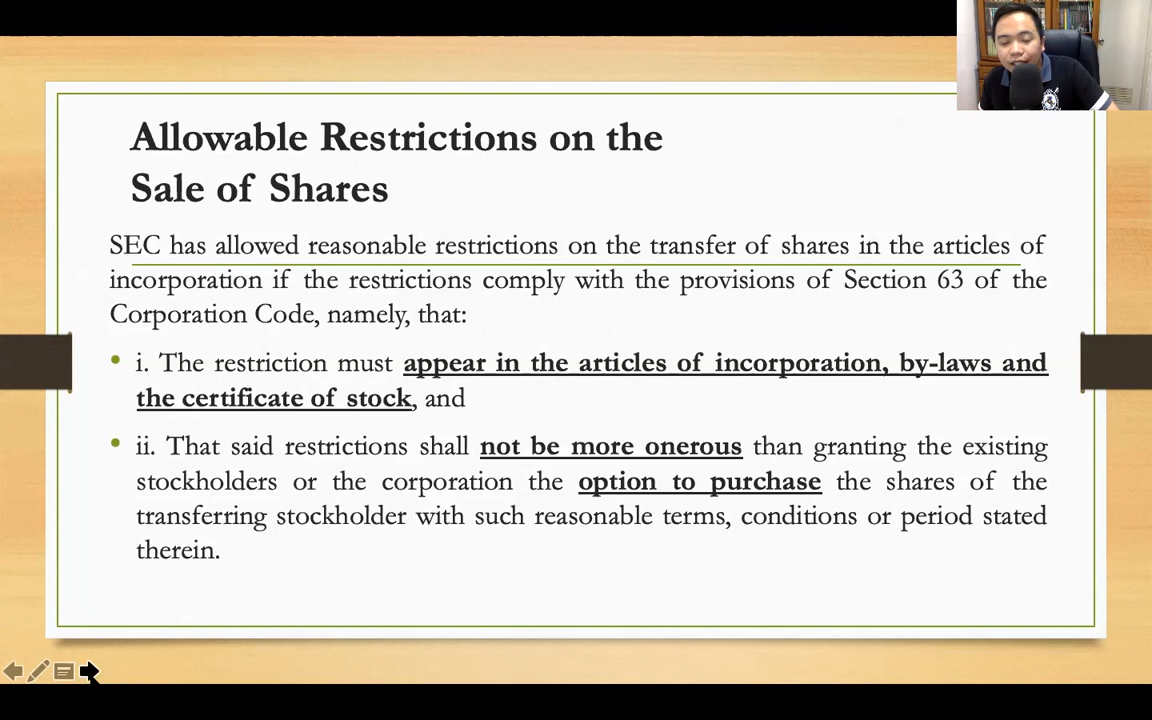 Allowable Restrictions on the
Sale of Shares
SEC has allowed reasonable restrictions on the transfer of shares in the articles of
incorporation if the restrictions comply with the provisions of Section 63 of the
Corporation Code, namely, that:
• i. The restriction must appear in the articles of incorporation, by-laws and
the certificate of stock, and
• ii. That said restrictions shall not be more onerous than granting the existing
stockholders or the corporation the option to purchase the shares of the
transferring stockholder with such reasonable terms, conditions or period stated
therein.